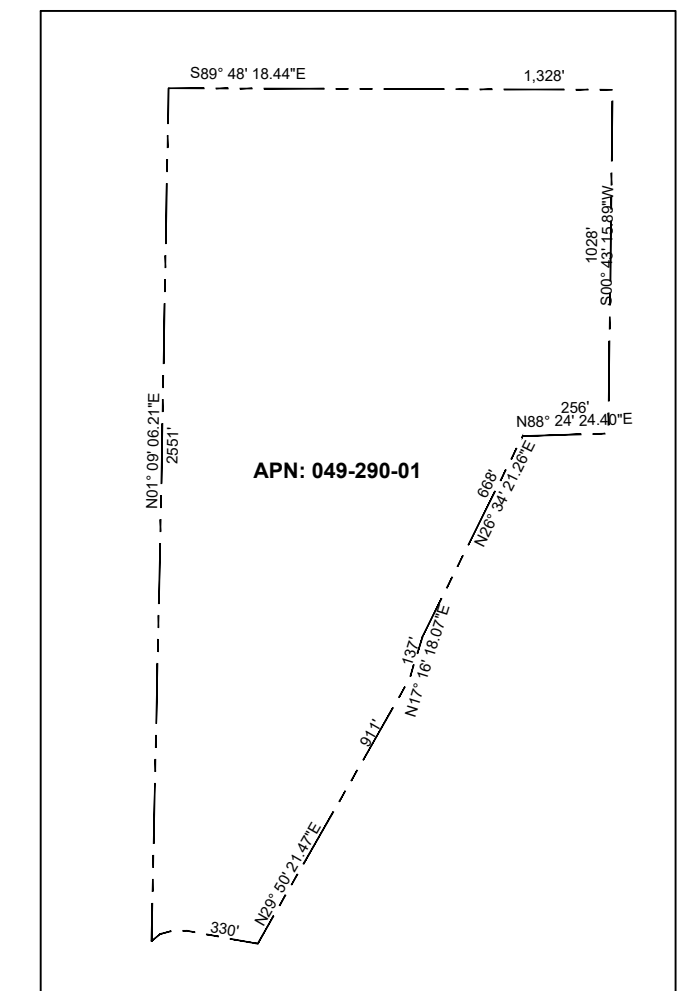 S89° 48' 18.44"E
1,328'
1028'
S00° 43' 15.89"W
256'
N88° 24' 24.40"E
N01° 09' 06.21"E
2551'
APN: 049-290-01
668'
N26° 34' 21.26"E
137'
N17° 16' 18.07"E
911'
N29° 50' 21.47"E
330'